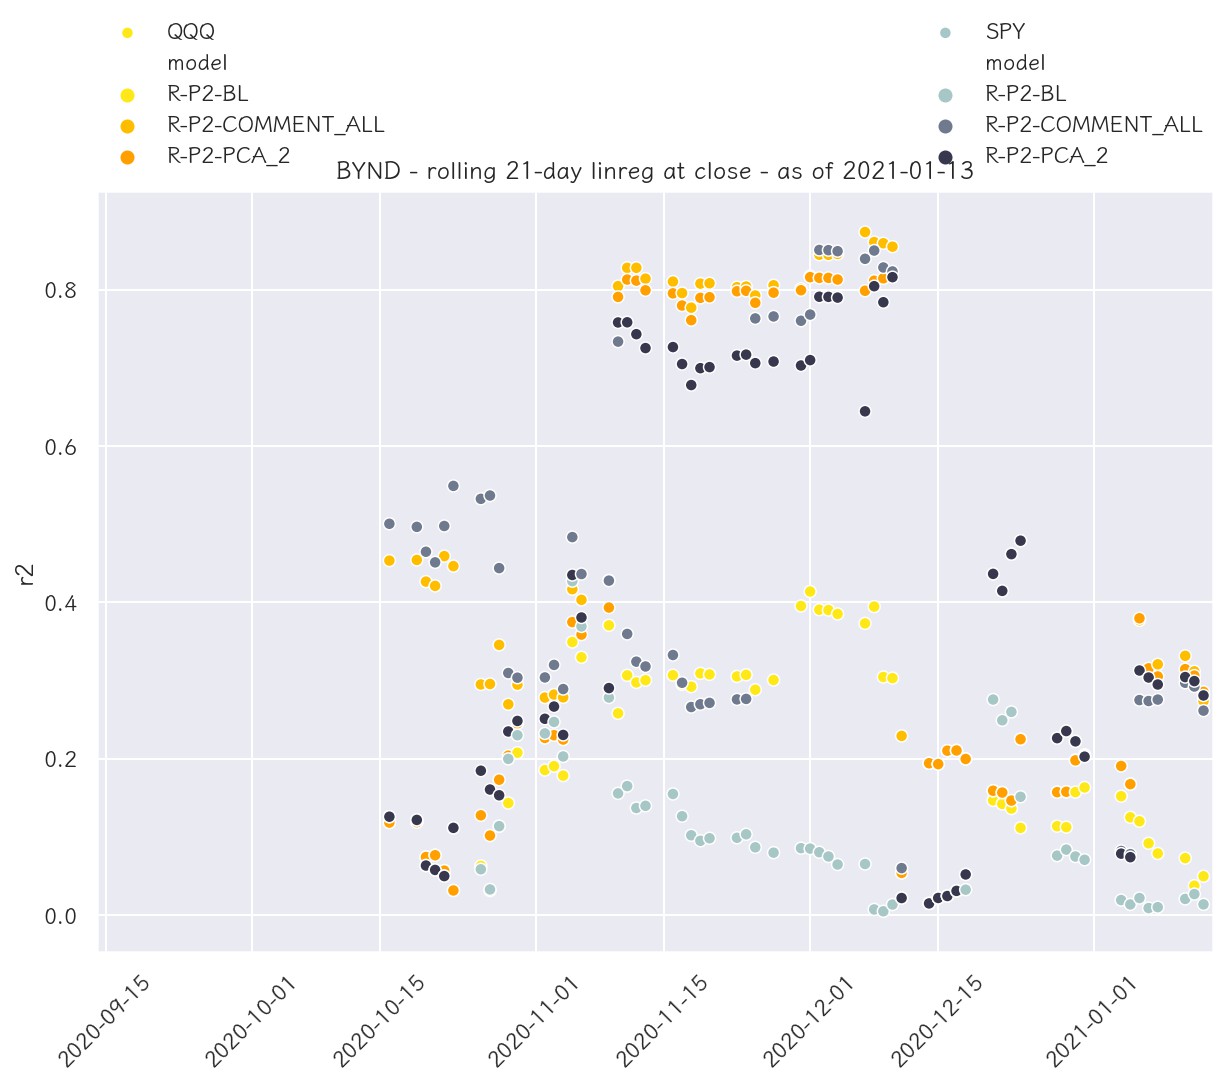 QQQ
model
R-P2-BL
R-P2-COMMENT_ALL
R-P2-PCA_2
SPY
model
R-P2-BL
R-P2-COMMENT_ALL
R-P2-PCA_2
BYND - rolling 21-day linreg at close - as of 2021-01-13
r2
0.8
0.6
0.4
0.2
0.0
2020-09-15
2020-10-01
2020-10-15
2020-11-01
2020-11-15
2020-12-01
2020-12-15
2021-01-01